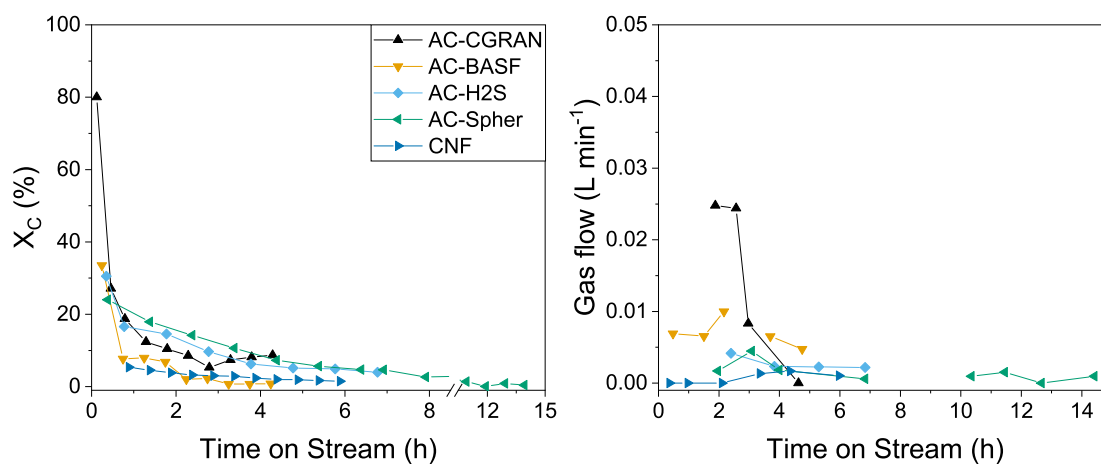 100
80
60
40
20
0
X_C (%)
AC-CGRAN
AC-BASF
AC-H2S
AC-Spher
CNF
0 2 4 6 8 12 15
Time on Stream (h)
0.05
0.04
0.03
0.02
0.01
0.00
Gas flow (L min⁻¹)
0 2 4 6 8 10 12 14
Time on Stream (h)